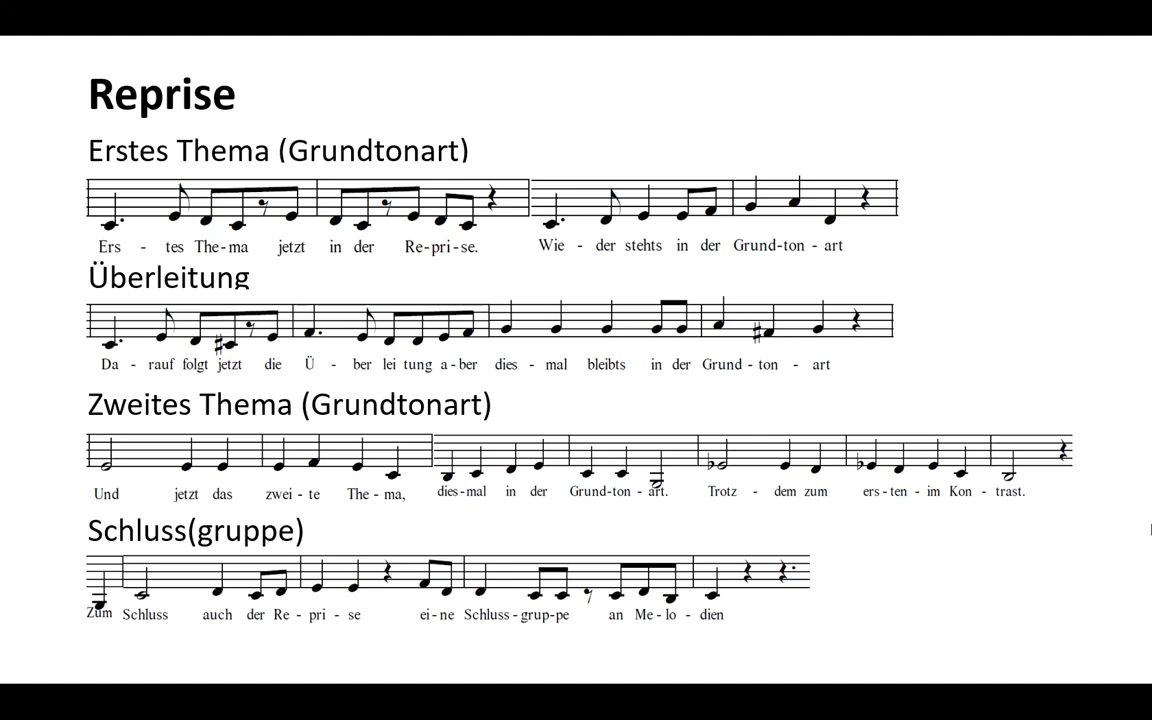 Reprise
Erstes Thema (Grundtonart)
Ers - tes The-ma jetzt in der Re-pri-se. Wie - der stehts in der Grund-ton - art
Überleitung
Da - rauf folgt jetzt die Ü - ber lei tung a-ber dies - mal bleibts in der Grund - ton - art
Zweites Thema (Grundtonart)
Und jetzt das zwei - te The - ma, dies-mal in der Grund-ton - art. Trotz - dem zum ers - ten - im Kon - trast.
Schluss(gruppe)
Zum Schluss auch der Re - pri - se ei-ne Schluss-grup-pe an Me-lo - dien